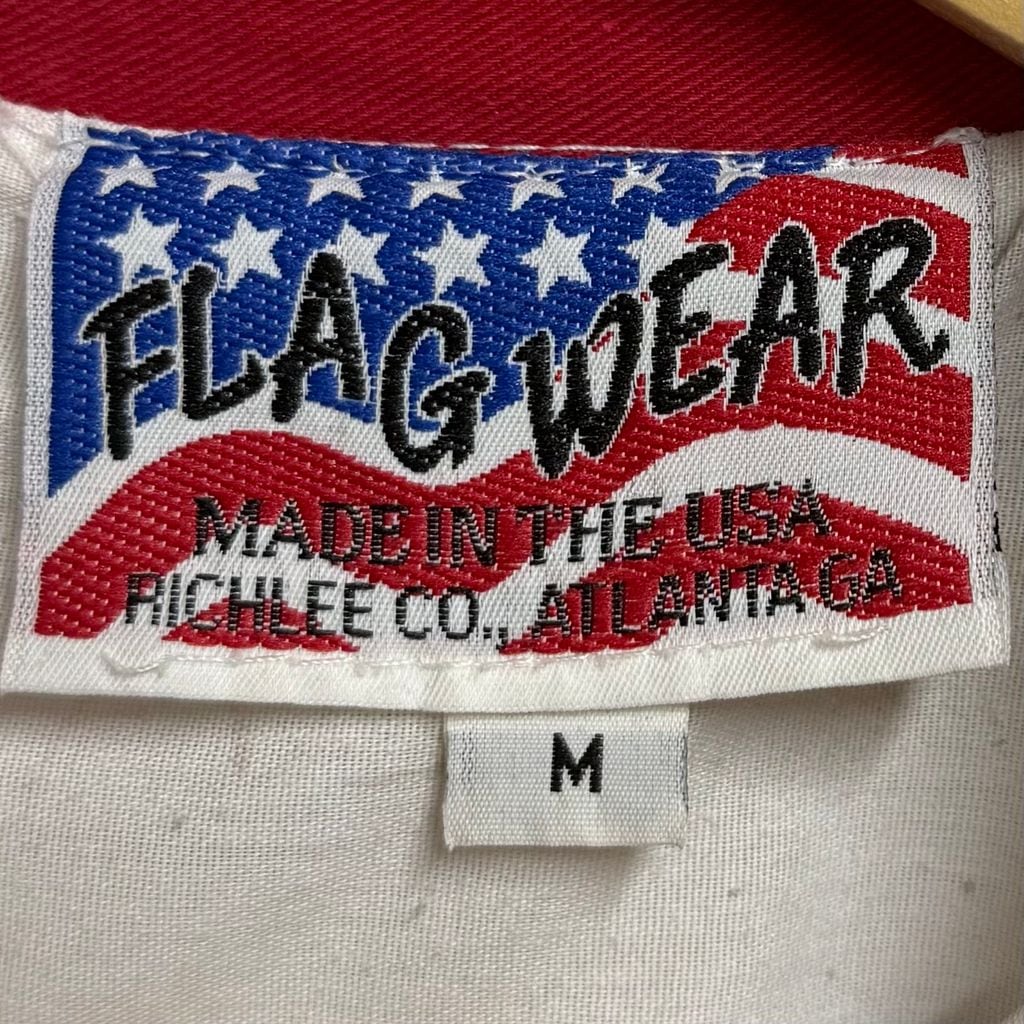 FLAG WEAR
MADE IN THE USA
RICHLEE CO., ATLANTA GA
M